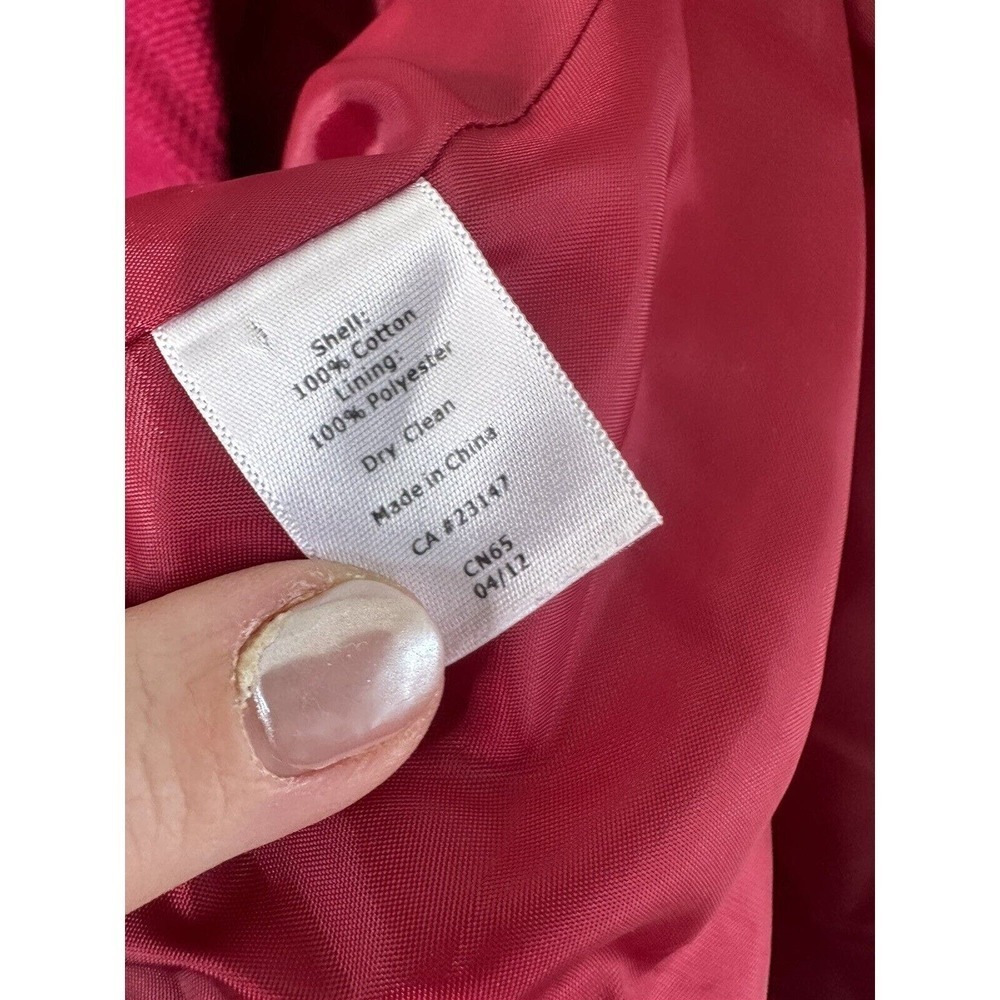 Shell:
100% Cotton
Lining:
100% Polyester
Dry Clean
Made in China
CA #23147
CN65
04/12